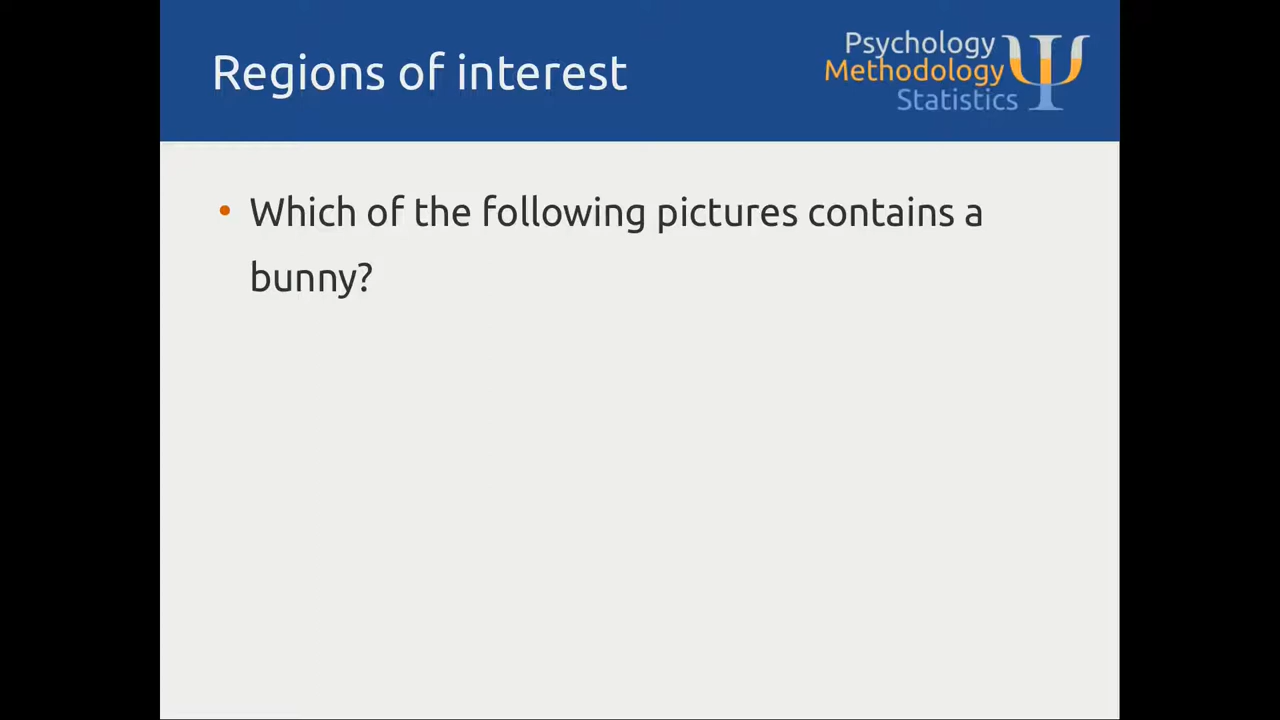 Regions of interest
Psychology
Methodology
Statistics
• Which of the following pictures contains a
bunny?